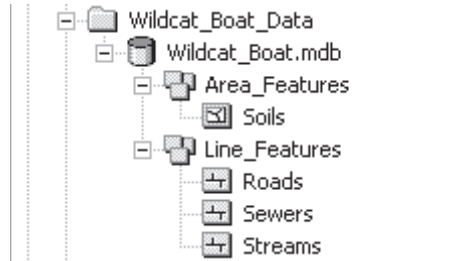 Wildcat_Boat_Data
Wildcat_Boat.mdb
Area_Features
Soils
Line_Features
Roads
Sewers
Streams